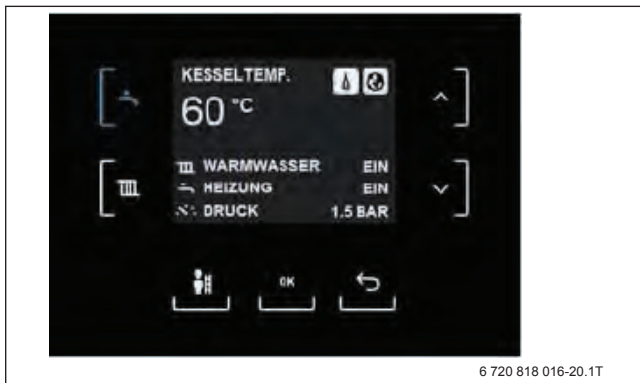 KESSELTEMP.
60 °C
WARMWASSER EIN
HEIZUNG EIN
DRUCK 1.5 BAR
OK
6 720 818 016-20.1T